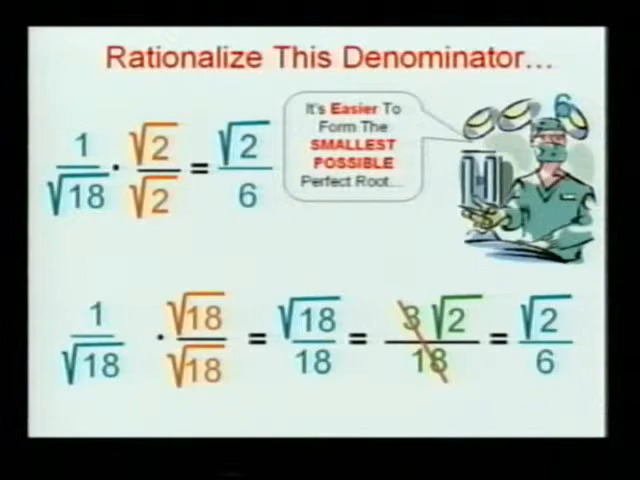 Rationalize This Denominator...
It's Easier To
Form The
SMALLEST
POSSIBLE
Perfect Root...
6
1/√18 · √2/√2 = √2/6
1/√18 · √18/√18 = √18/18 = 3√2/18 = √2/6